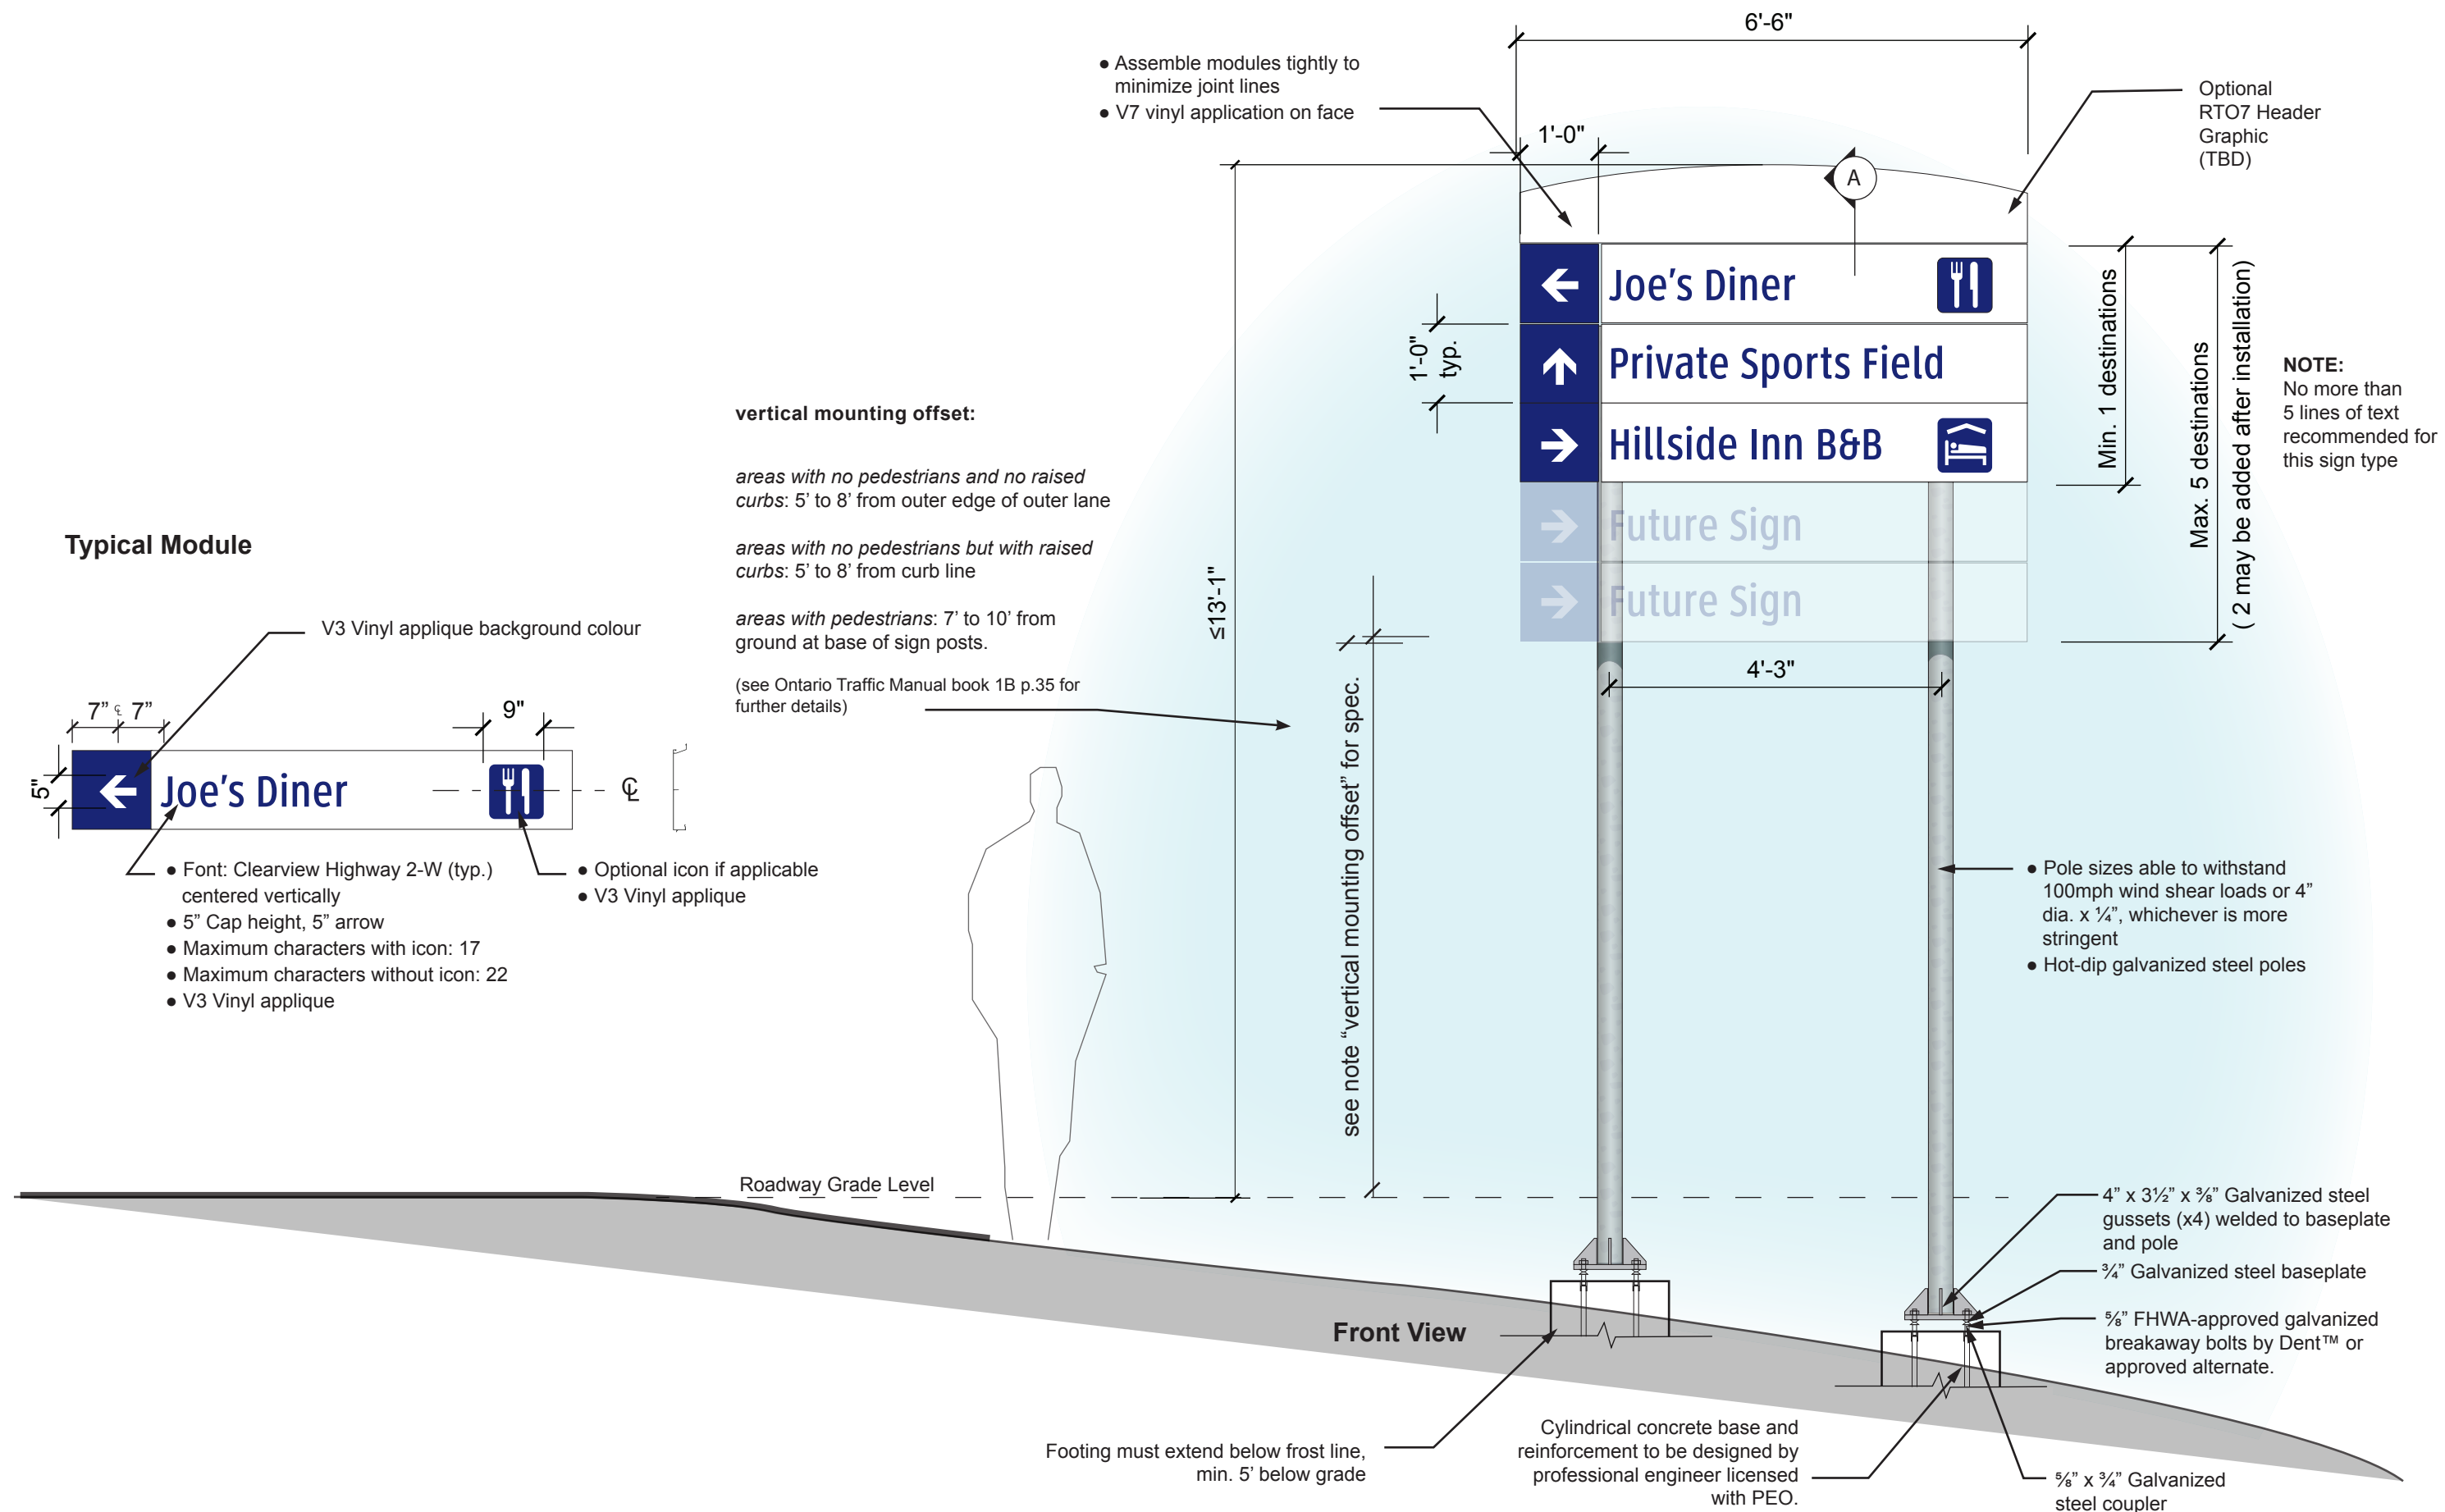 6'-6"
● Assemble modules tightly to
minimize joint lines
● V7 vinyl application on face
Optional
RTO7 Header
Graphic
(TBD)
1'-0"
A
Joe's Diner
Private Sports Field
Hillside Inn B&B
Future Sign
Future Sign
1'-0"
typ.
Min. 1 destinations
Max. 5 destinations
( 2 may be added after installation)
NOTE:
No more than
5 lines of text
recommended for
this sign type
vertical mounting offset:
areas with no pedestrians and no raised
curbs: 5’ to 8’ from outer edge of outer lane
areas with no pedestrians but with raised
curbs: 5’ to 8’ from curb line
areas with pedestrians: 7’ to 10’ from
ground at base of sign posts.
(see Ontario Traffic Manual book 1B p.35 for
further details)
≤13'-1"
see note “vertical mounting offset” for spec.
4'-3"
Typical Module
V3 Vinyl applique background colour
7” ℄ 7”
9"
5"
Joe's Diner
℄
● Font: Clearview Highway 2-W (typ.)
centered vertically
● 5” Cap height, 5” arrow
● Maximum characters with icon: 17
● Maximum characters without icon: 22
● V3 Vinyl applique
● Optional icon if applicable
● V3 Vinyl applique
● Pole sizes able to withstand
100mph wind shear loads or 4”
dia. x ¼”, whichever is more
stringent
● Hot-dip galvanized steel poles
Roadway Grade Level
4” x 3½” x ⅜” Galvanized steel
gussets (x4) welded to baseplate
and pole
¾” Galvanized steel baseplate
⅝” FHWA-approved galvanized
breakaway bolts by Dent™ or
approved alternate.
Front View
Footing must extend below frost line,
min. 5’ below grade
Cylindrical concrete base and
reinforcement to be designed by
professional engineer licensed
with PEO.
⅝” x ¾” Galvanized
steel coupler